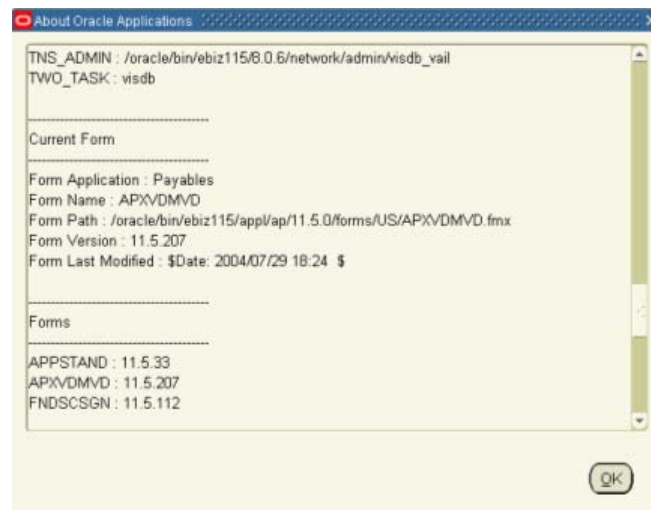 About Oracle Applications
TNS_ADMIN : /oracle/bin/ebiz115/8.0.6/network/admin/visdb_vail
TWO_TASK : visdb
----------------------------------------
Current Form
----------------------------------------
Form Application : Payables
Form Name : APXVDMVD
Form Path : /oracle/bin/ebiz115/appl/ap/11.5.0/forms/US/APXVDMVD.fmx
Form Version : 11.5.207
Form Last Modified : $Date: 2004/07/29 18:24 $
----------------------------------------
Forms
----------------------------------------
APPSTAND : 11.5.33
APXVDMVD : 11.5.207
FNDSCSGN : 11.5.112
OK